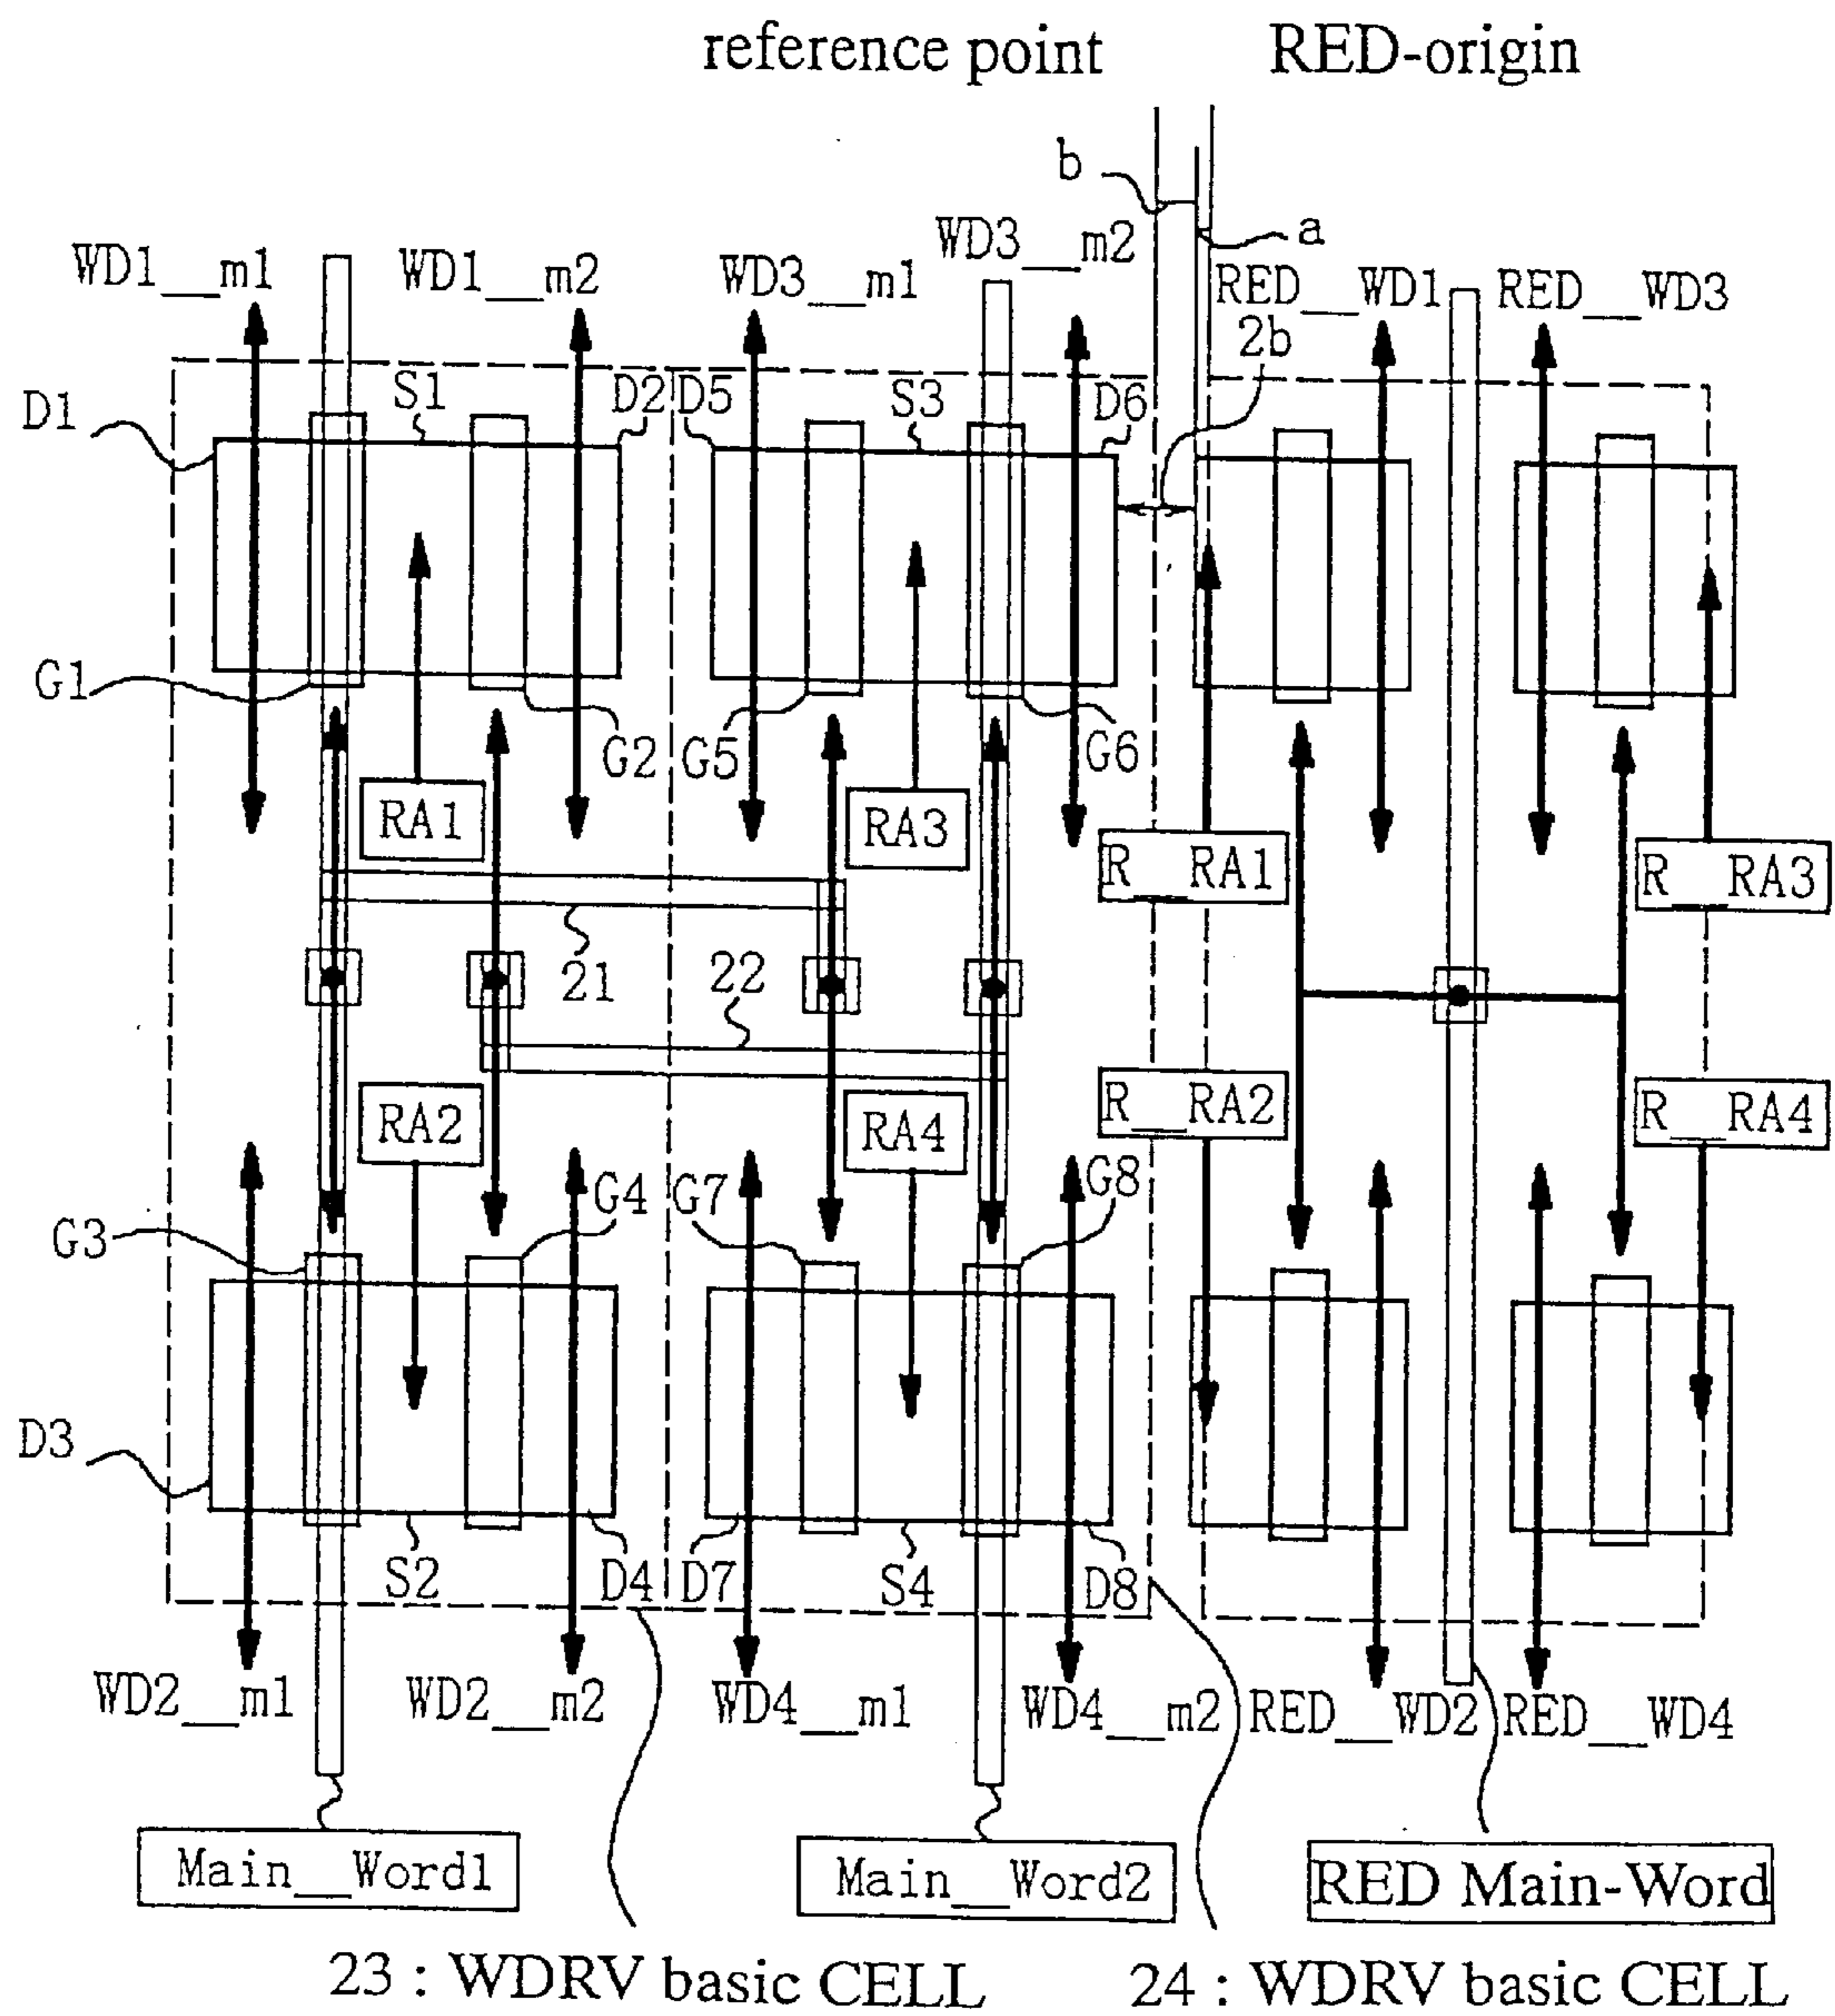 reference point RED-origin
b
a
WD1__m1 WD1__m2 WD3__m1 WD3__m2 RED__WD1 RED__WD3
2b
D1 S1 D2 D5 S3 D6
G1 G2 G5 G6
RA1 RA3 R__RA1 R__RA3
21 22
RA2 RA4 R__RA2 R__RA4
G3 G4 G7 G8
D3 S2 D4 D7 S4 D8
WD2__m1 WD2__m2 WD4__m1 WD4__m2 RED__WD2 RED__WD4
Main__Word1 Main__Word2 RED Main-Word
23 : WDRV basic CELL 24 : WDRV basic CELL